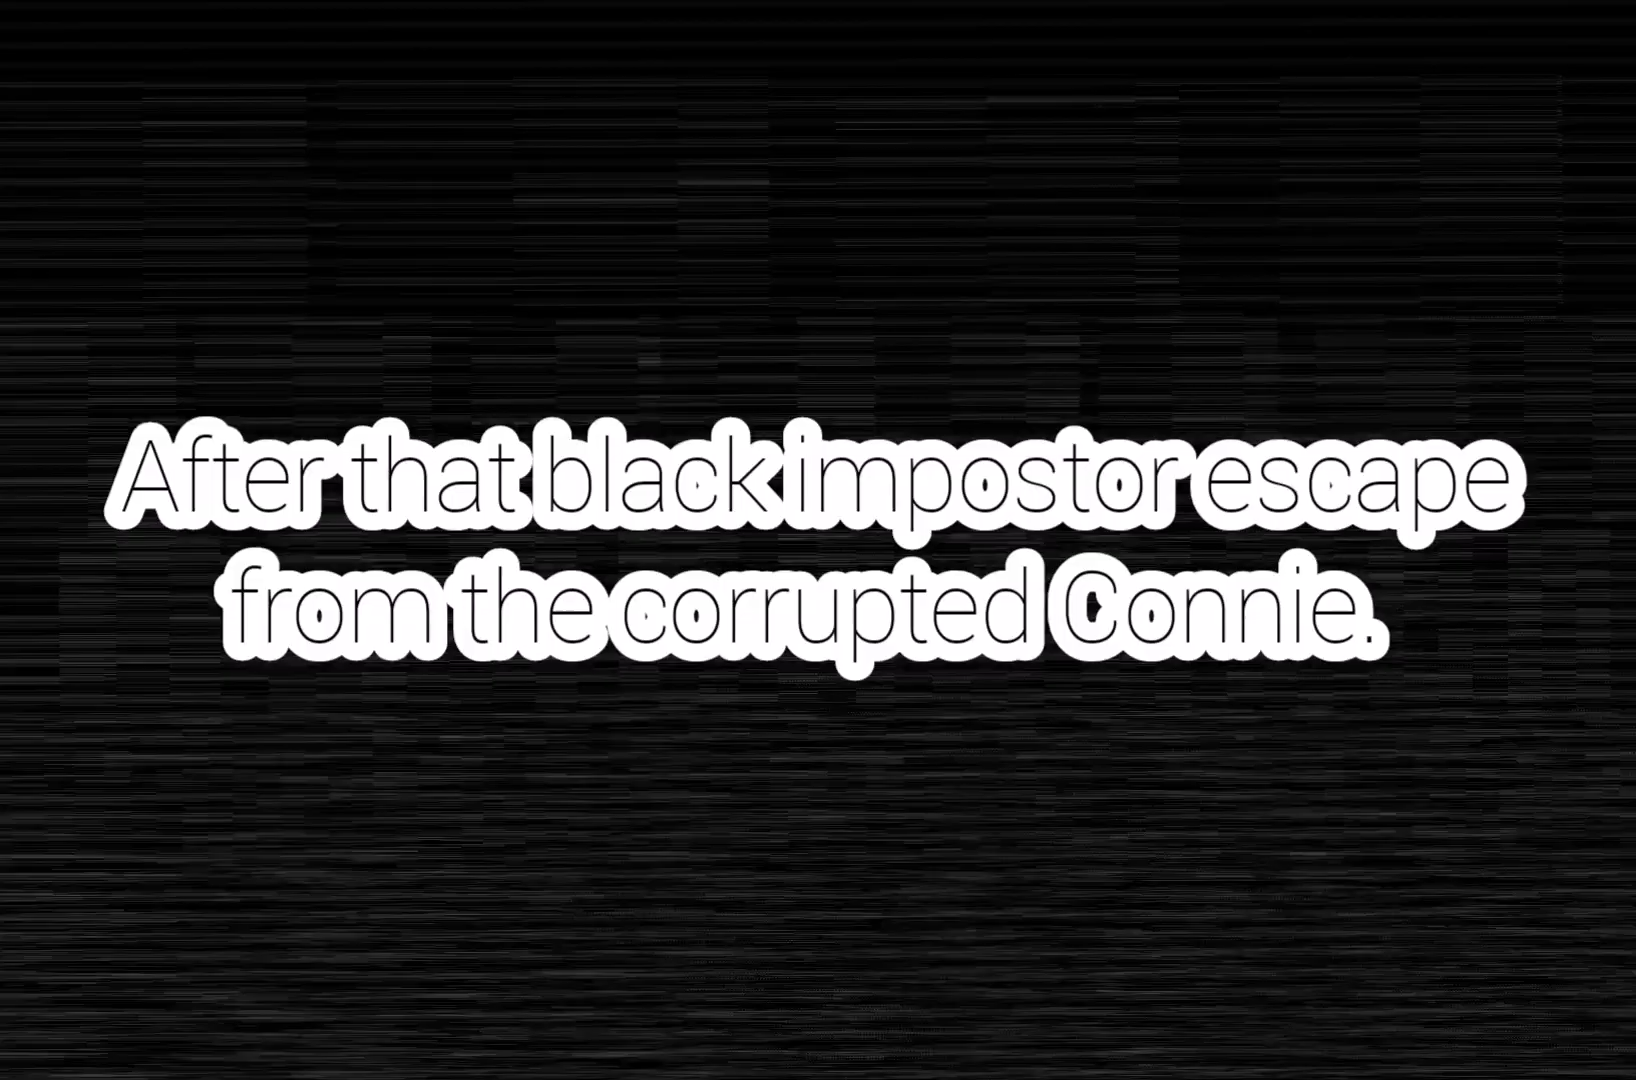 After that black impostor escape
from the corrupted Connie.